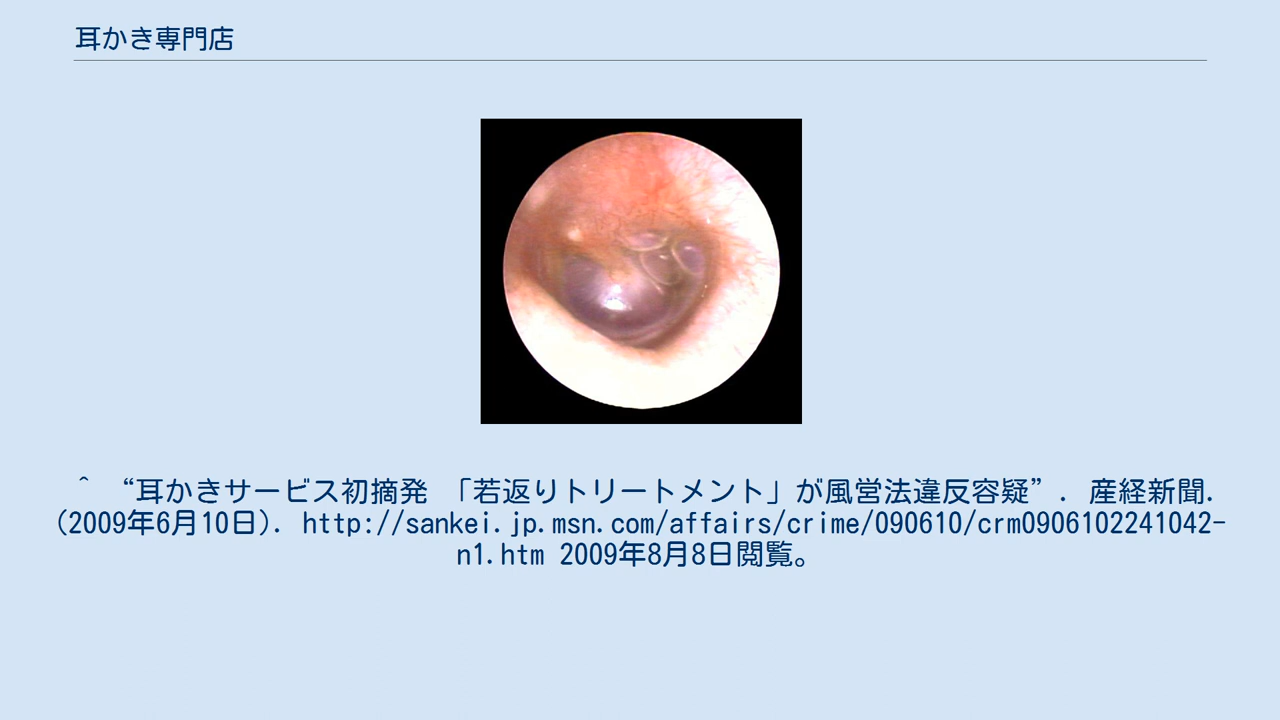 耳かき専門店
^ “耳かきサービス初摘発 「若返りトリートメント」が風営法違反容疑”. 産経新聞.
(2009年6月10日). http://sankei.jp.msn.com/affairs/crime/090610/crm0906102241042-
n1.htm 2009年8月8日閲覧。